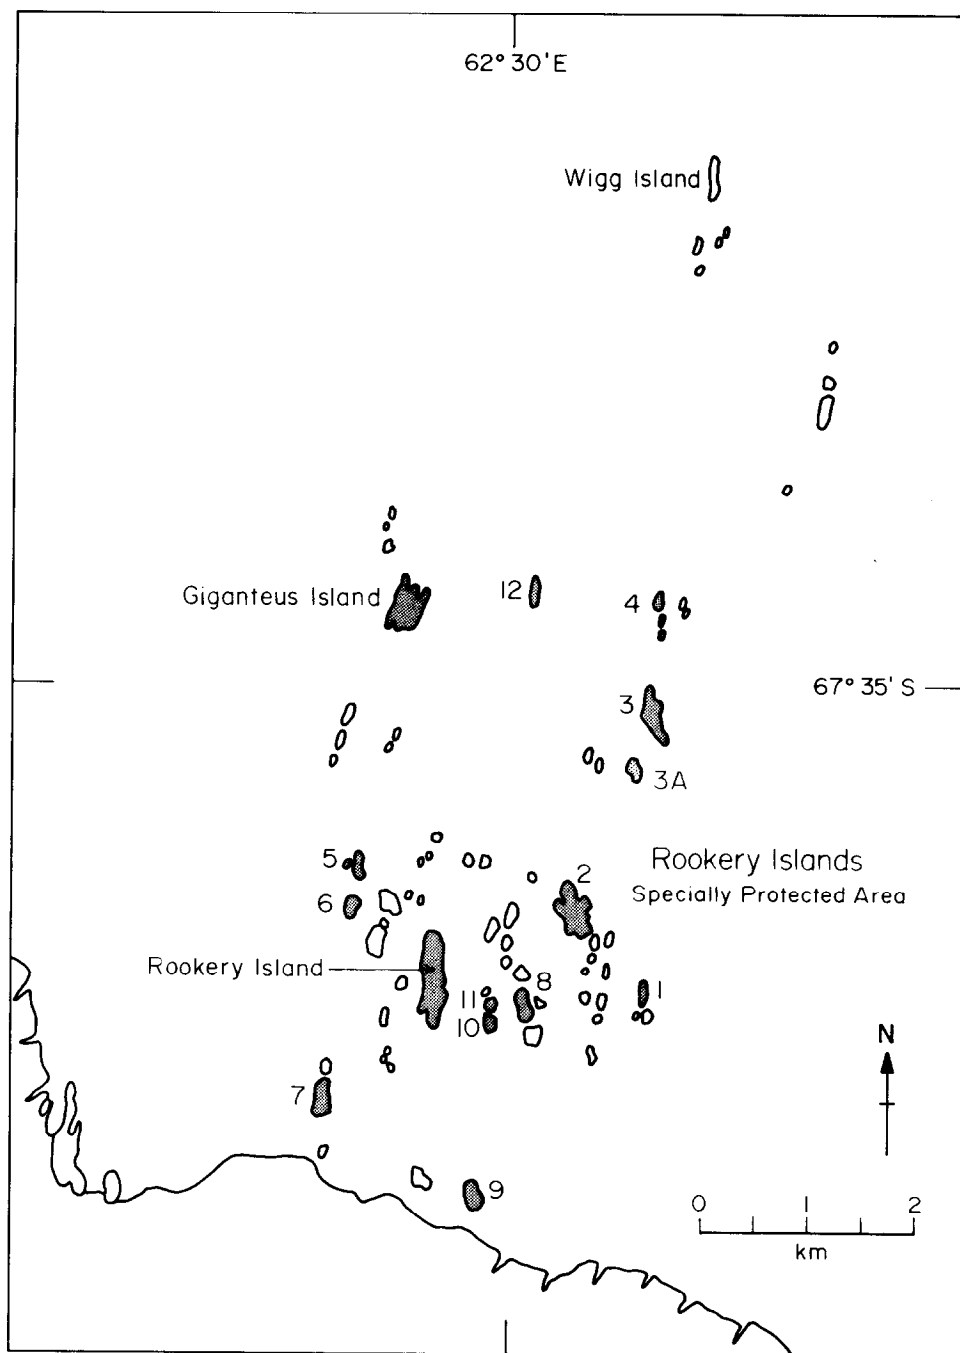 62° 30' E
Wigg Island
Giganteus Island
12
4
67° 35' S
3
3A
5
2
Rookery Islands
Specially Protected Area
6
Rookery Island
8
11
1
10
N
7
9
0 1 2
km